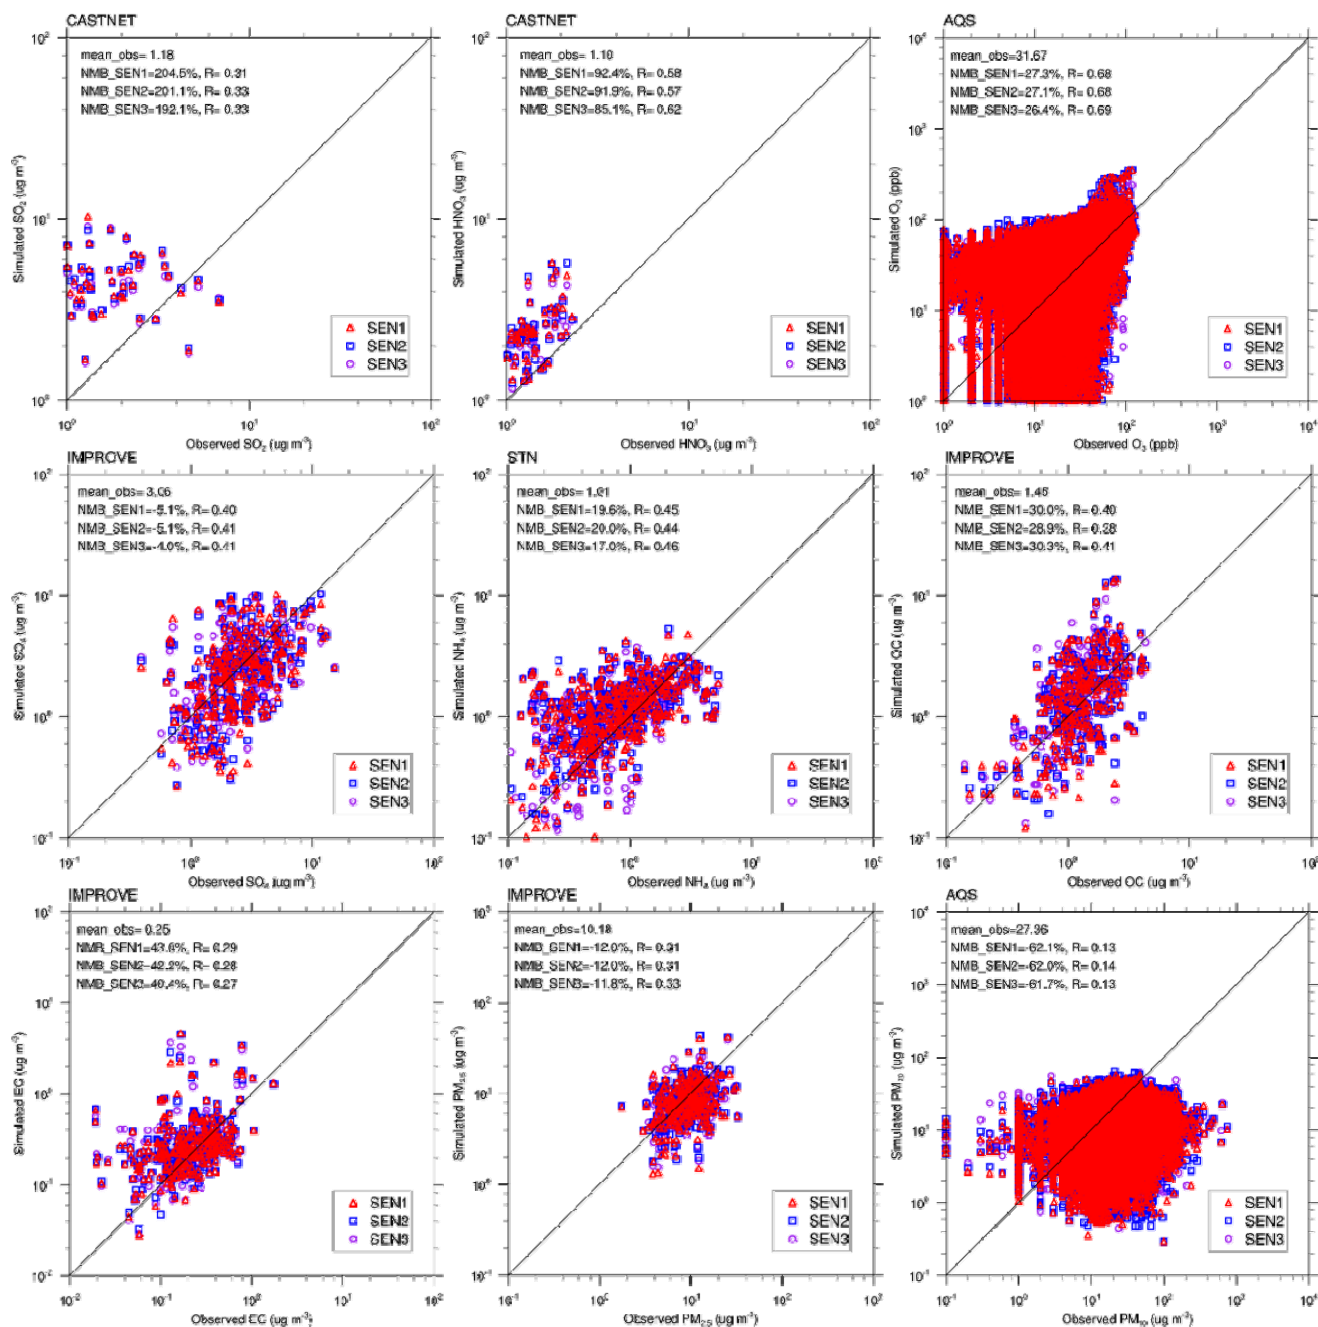 CASTNET
mean_obs= 1.18
NMB_SEN1=204.5%, R= 0.31
NMB_SEN2=201.1%, R= 0.33
NMB_SEN3=192.1%, R= 0.33
Simulated SO2 (ug m-3)
Observed SO2 (ug m-3)
SEN1
SEN2
SEN3
CASTNET
mean_obs= 1.10
NMB_SEN1=92.4%, R= 0.58
NMB_SEN2=91.9%, R= 0.57
NMB_SEN3=85.1%, R= 0.62
Simulated HNO3 (ug m-3)
Observed HNO3 (ug m-3)
SEN1
SEN2
SEN3
AQS
mean_obs=31.67
NMB_SEN1=27.3%, R= 0.68
NMB_SEN2=27.1%, R= 0.68
NMB_SEN3=26.4%, R= 0.69
Simulated O3 (ppb)
Observed O3 (ppb)
SEN1
SEN2
SEN3
IMPROVE
mean_obs= 3.05
NMB_SEN1=-5.1%, R= 0.40
NMB_SEN2=-5.1%, R= 0.41
NMB_SEN3=-4.0%, R= 0.41
Simulated SO4 (ug m-3)
Observed SO4 (ug m-3)
SEN1
SEN2
SEN3
STN
mean_obs= 1.01
NMB_SEN1=19.6%, R= 0.45
NMB_SEN2=20.0%, R= 0.44
NMB_SEN3=17.0%, R= 0.46
Simulated NH4 (ug m-3)
Observed NH4 (ug m-3)
SEN1
SEN2
SEN3
IMPROVE
mean_obs=
NMB_SEN1=30.0%, R= 0.40
NMB_SEN2=28.9%, R=
NMB_SEN3=30.3%, R= 0.41
Simulated OC (ug m-3)
Observed OC (ug m-3)
SEN1
SEN2
SEN3
IMPROVE
mean_obs= 0.25
NMB_SEN1= R= 0.29
NMB_SEN2= R= 0.28
NMB_SEN3=40.4%, R= 0.27
Simulated EC (ug m-3)
Observed EC (ug m-3)
SEN1
SEN2
SEN3
IMPROVE
mean_obs=10.18
NMB_SEN1=-12.0%, R= 0.31
NMB_SEN2=-12.0%, R= 0.31
NMB_SEN3=-11.8%, R= 0.33
Simulated PM2.5 (ug m-3)
Observed PM2.5 (ug m-3)
SEN1
SEN2
SEN3
AQS
mean_obs=27.96
NMB_SEN1=-62.1%, R= 0.13
NMB_SEN2=-62.0%, R= 0.14
NMB_SEN3=-61.7%, R= 0.13
Simulated PM10 (ug m-3)
Observed PM10 (ug m-3)
SEN1
SEN2
SEN3